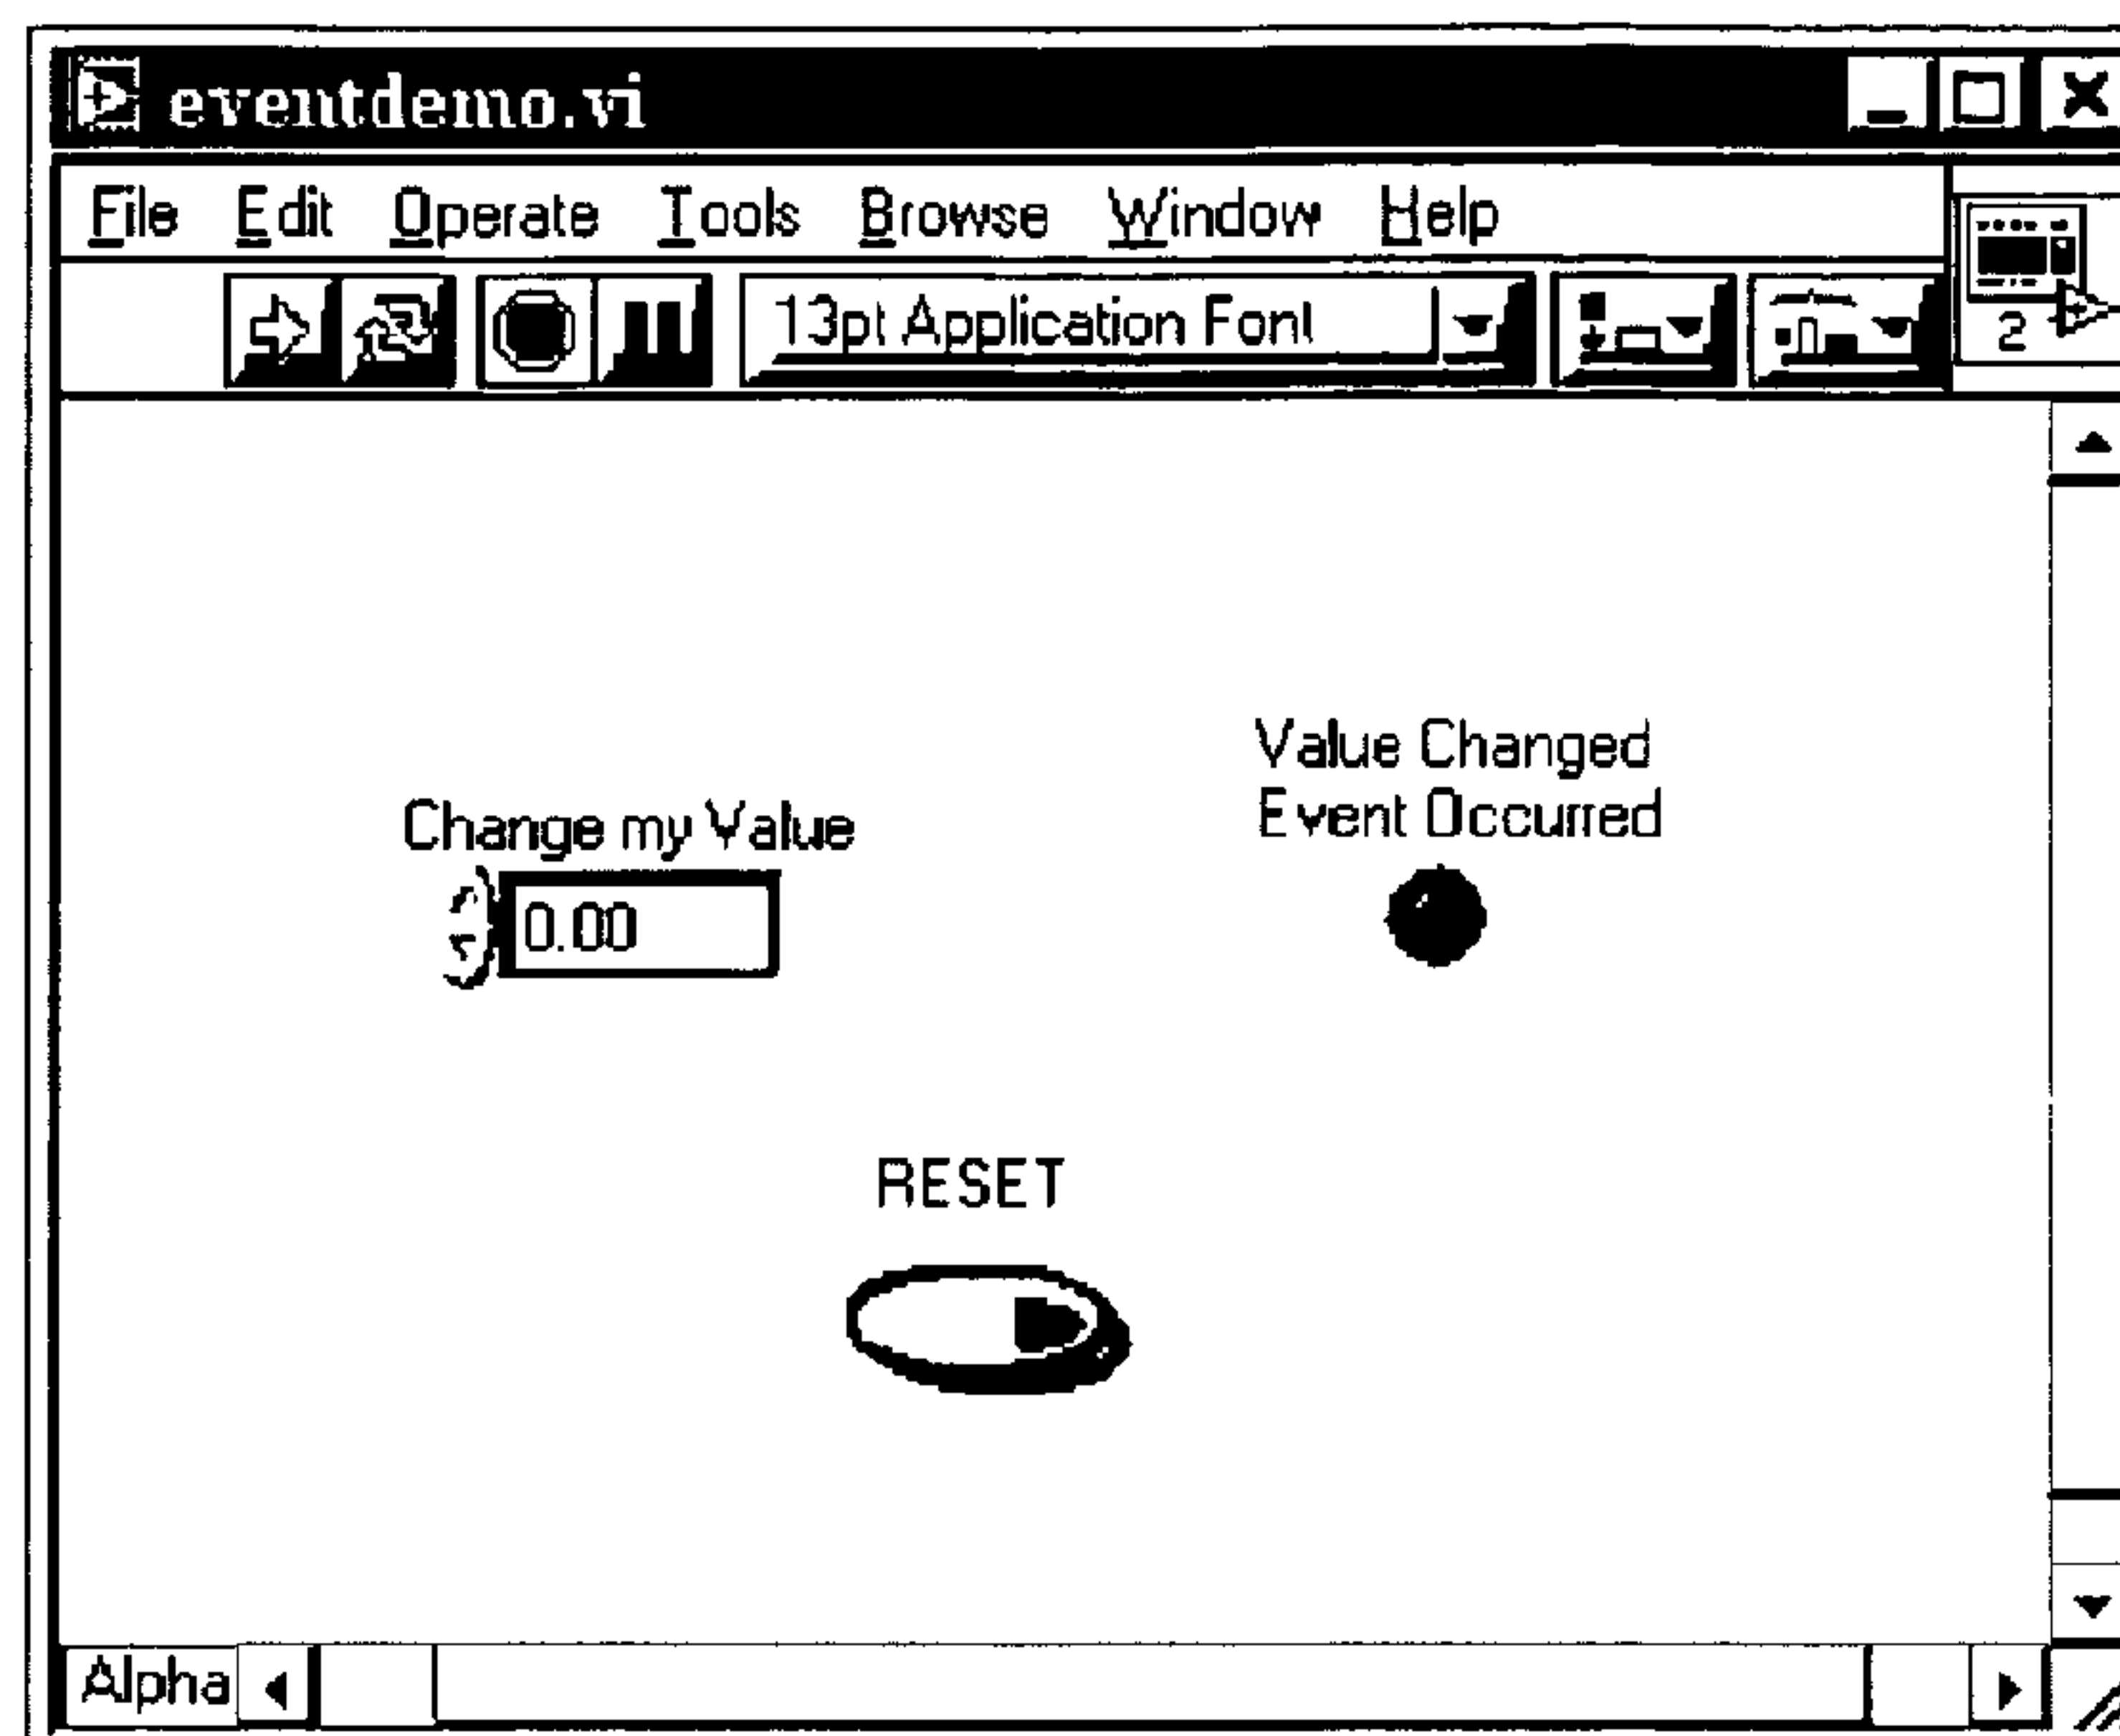 eventdemo.vi
File Edit Operate Tools Browse Window Help
13pt Application Font
2
Value Changed
Event Occurred
Change my Value
0.00
RESET
Alpha